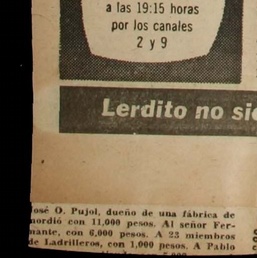 a las 19:15 horas
por los canales
2 y 9
Lerdito no
José O. Pujol, dueño de una fábrica de
mordió con 11,000 pesos. Al señor Fer-
mante, con 6,000 pesos. A 23 miembros
de Ladrilleros, con 1,000 pesos. A Pablo